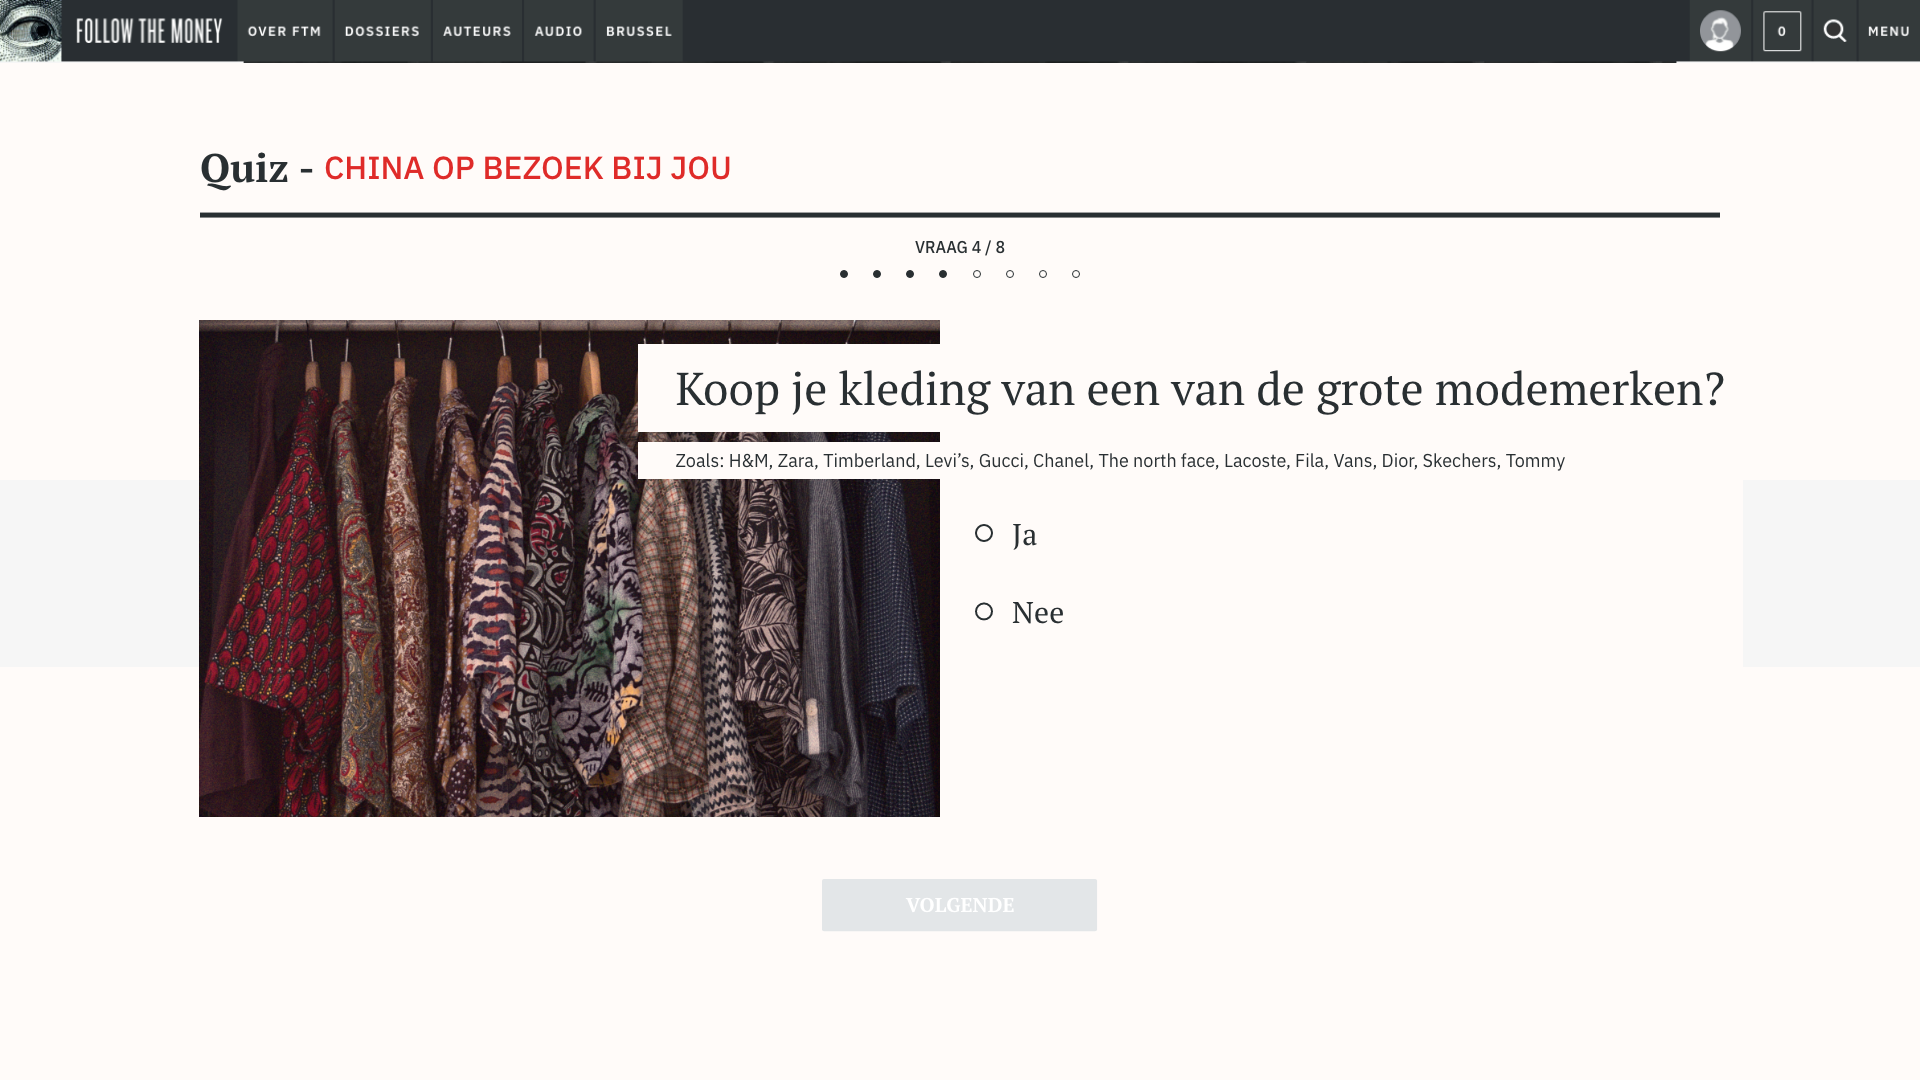 FOLLOW THE MONEY
OVER FTM
DOSSIERS
AUTEURS
AUDIO
BRUSSEL
0
MENU
Quiz - CHINA OP BEZOEK BIJ JOU
VRAAG 4 / 8
Koop je kleding van een van de grote modemerken?
Zoals: H&M, Zara, Timberland, Levi’s, Gucci, Chanel, The north face, Lacoste, Fila, Vans, Dior, Skechers, Tommy
Ja
Nee
VOLGENDE